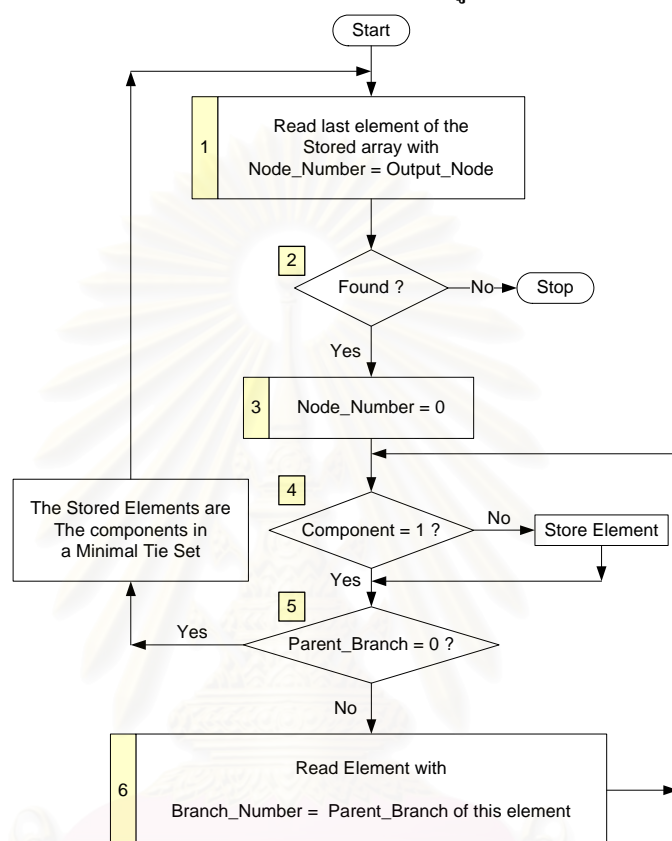 Start
1
Read last element of the
Stored array with
Node_Number = Output_Node
2
Found ?
No
Stop
Yes
3
Node_Number = 0
4
Component = 1 ?
No
Store Element
The Stored Elements are
The components in
a Minimal Tie Set
Yes
5
Parent_Branch = 0 ?
Yes
No
6
Read Element with
Branch_Number = Parent_Branch of this element